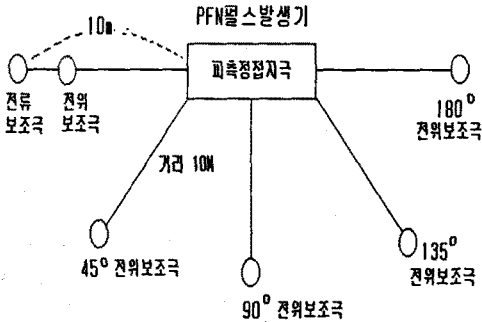 PFN펄스발생기
10m
피측정접지극
전류
보조극
전위
보조극
180°
전위보조극
거리 10M
45° 전위보조극
135°
전위보조극
90° 전위보조극